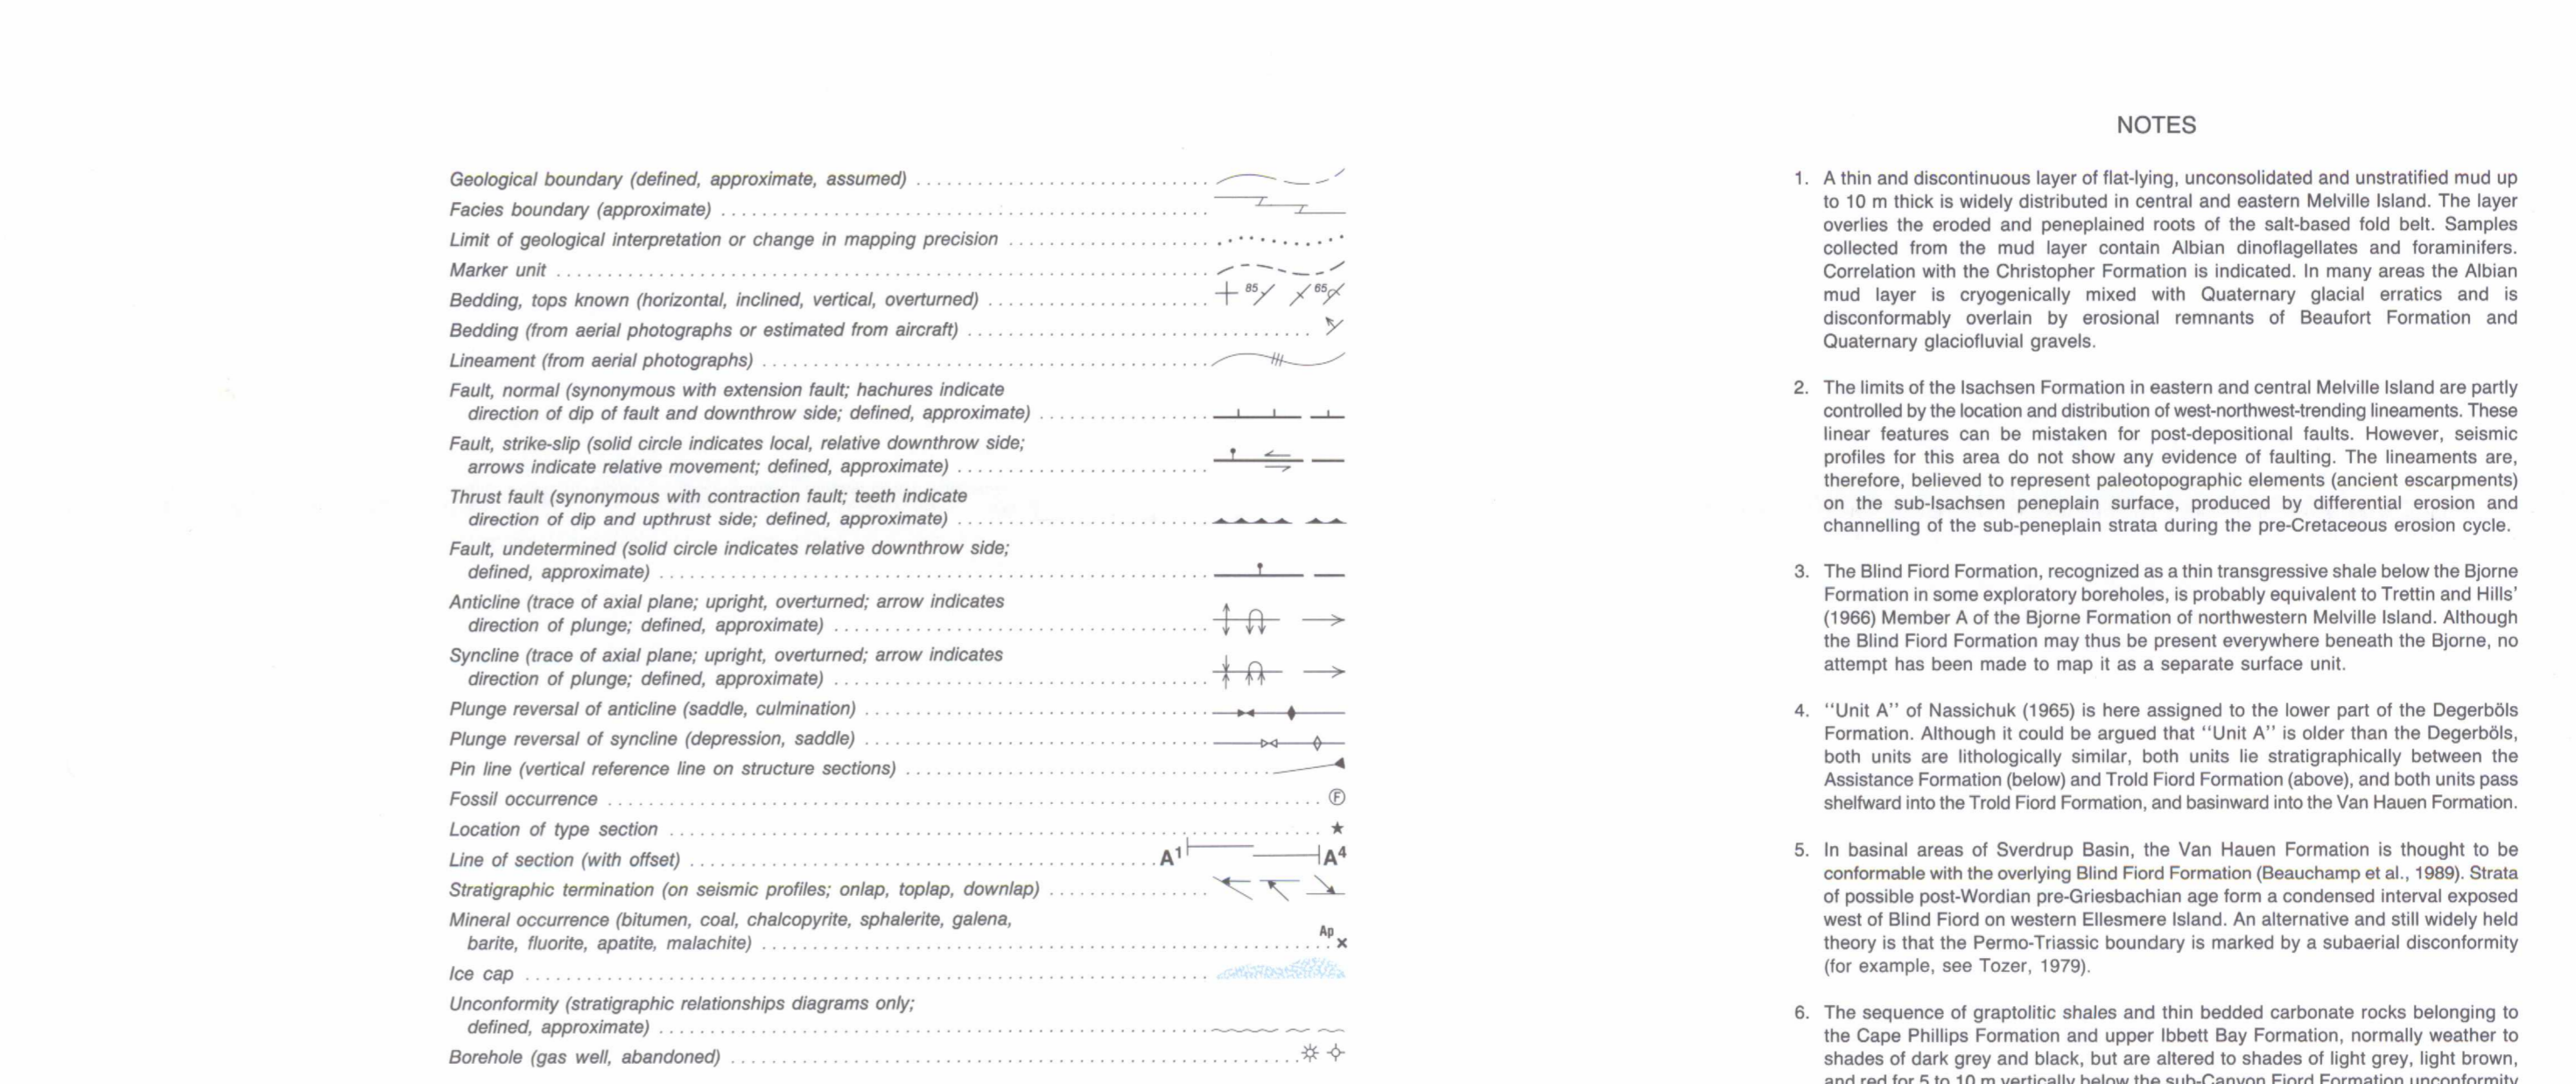 Geological boundary (defined, approximate, assumed)
Facies boundary (approximate)
Limit of geological interpretation or change in mapping precision
Marker unit
Bedding, tops known (horizontal, inclined, vertical, overturned) 85 65
Bedding (from aerial photographs or estimated from aircraft)
Lineament (from aerial photographs)
Fault, normal (synonymous with extension fault; hachures indicate
direction of dip of fault and downthrow side; defined, approximate)
Fault, strike-slip (solid circle indicates local, relative downthrow side;
arrows indicate relative movement; defined, approximate)
Thrust fault (synonymous with contraction fault; teeth indicate
direction of dip and upthrust side; defined, approximate)
Fault, undetermined (solid circle indicates relative downthrow side;
defined, approximate)
Anticline (trace of axial plane; upright, overturned; arrow indicates
direction of plunge; defined, approximate)
Syncline (trace of axial plane; upright, overturned; arrow indicates
direction of plunge; defined, approximate)
Plunge reversal of anticline (saddle, culmination)
Plunge reversal of syncline (depression, saddle)
Pin line (vertical reference line on structure sections)
Fossil occurrence F
Location of type section
Line of section (with offset) A1 A4
Stratigraphic termination (on seismic profiles; onlap, toplap, downlap)
Mineral occurrence (bitumen, coal, chalcopyrite, sphalerite, galena,
barite, fluorite, apatite, malachite) Ap x
Ice cap
Unconformity (stratigraphic relationships diagrams only;
defined, approximate)
Borehole (gas well, abandoned)
NOTES
1. A thin and discontinuous layer of flat-lying, unconsolidated and unstratified mud up
to 10 m thick is widely distributed in central and eastern Melville Island. The layer
overlies the eroded and peneplained roots of the salt-based fold belt. Samples
collected from the mud layer contain Albian dinoflagellates and foraminifers.
Correlation with the Christopher Formation is indicated. In many areas the Albian
mud layer is cryogenically mixed with Quaternary glacial erratics and is
disconformably overlain by erosional remnants of Beaufort Formation and
Quaternary glaciofluvial gravels.
2. The limits of the Isachsen Formation in eastern and central Melville Island are partly
controlled by the location and distribution of west-northwest-trending lineaments. These
linear features can be mistaken for post-depositional faults. However, seismic
profiles for this area do not show any evidence of faulting. The lineaments are,
therefore, believed to represent paleotopographic elements (ancient escarpments)
on the sub-Isachsen peneplain surface, produced by differential erosion and
channelling of the sub-peneplain strata during the pre-Cretaceous erosion cycle.
3. The Blind Fiord Formation, recognized as a thin transgressive shale below the Bjorne
Formation in some exploratory boreholes, is probably equivalent to Trettin and Hills'
(1966) Member A of the Bjorne Formation of northwestern Melville Island. Although
the Blind Fiord Formation may thus be present everywhere beneath the Bjorne, no
attempt has been made to map it as a separate surface unit.
4. ''Unit A'' of Nassichuk (1965) is here assigned to the lower part of the Degerböls
Formation. Although it could be argued that ''Unit A'' is older than the Degerböls,
both units are lithologically similar, both units lie stratigraphically between the
Assistance Formation (below) and Trold Fiord Formation (above), and both units pass
shelfward into the Trold Fiord Formation, and basinward into the Van Hauen Formation.
5. In basinal areas of Sverdrup Basin, the Van Hauen Formation is thought to be
conformable with the overlying Blind Fiord Formation (Beauchamp et al., 1989). Strata
of possible post-Wordian pre-Griesbachian age form a condensed interval exposed
west of Blind Fiord on western Ellesmere Island. An alternative and still widely held
theory is that the Permo-Triassic boundary is marked by a subaerial disconformity
(for example, see Tozer, 1979).
6. The sequence of graptolitic shales and thin bedded carbonate rocks belonging to
the Cape Phillips Formation and upper Ibbett Bay Formation, normally weather to
shades of dark grey and black, but are altered to shades of light grey, light brown,
and red for 5 to 10 m vertically below the sub-Canyon Fiord Formation unconformity